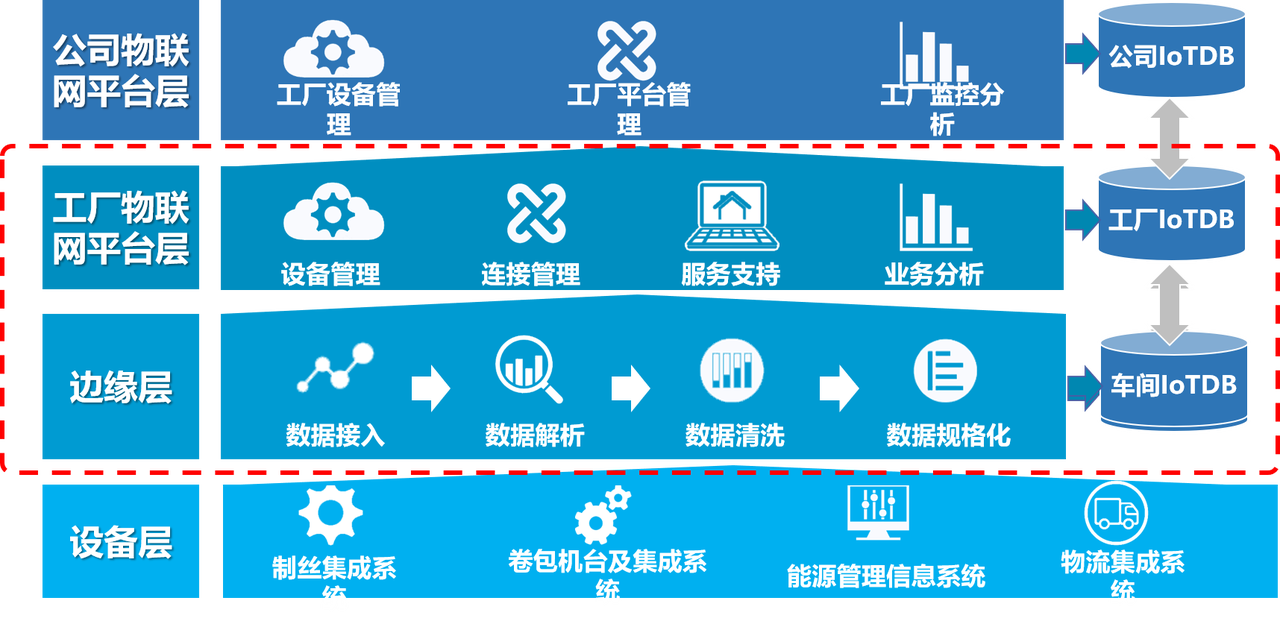 公司物联
网平台层
工厂设备管
理
工厂平台管
理
工厂监控分
析
公司IoTDB
工厂物联
网平台层
设备管理
连接管理
服务支持
业务分析
工厂IoTDB
边缘层
数据接入
数据解析
数据清洗
数据规格化
车间IoTDB
设备层
制丝集成系
统
卷包机台及集成系
统
能源管理信息系统
物流集成系
统